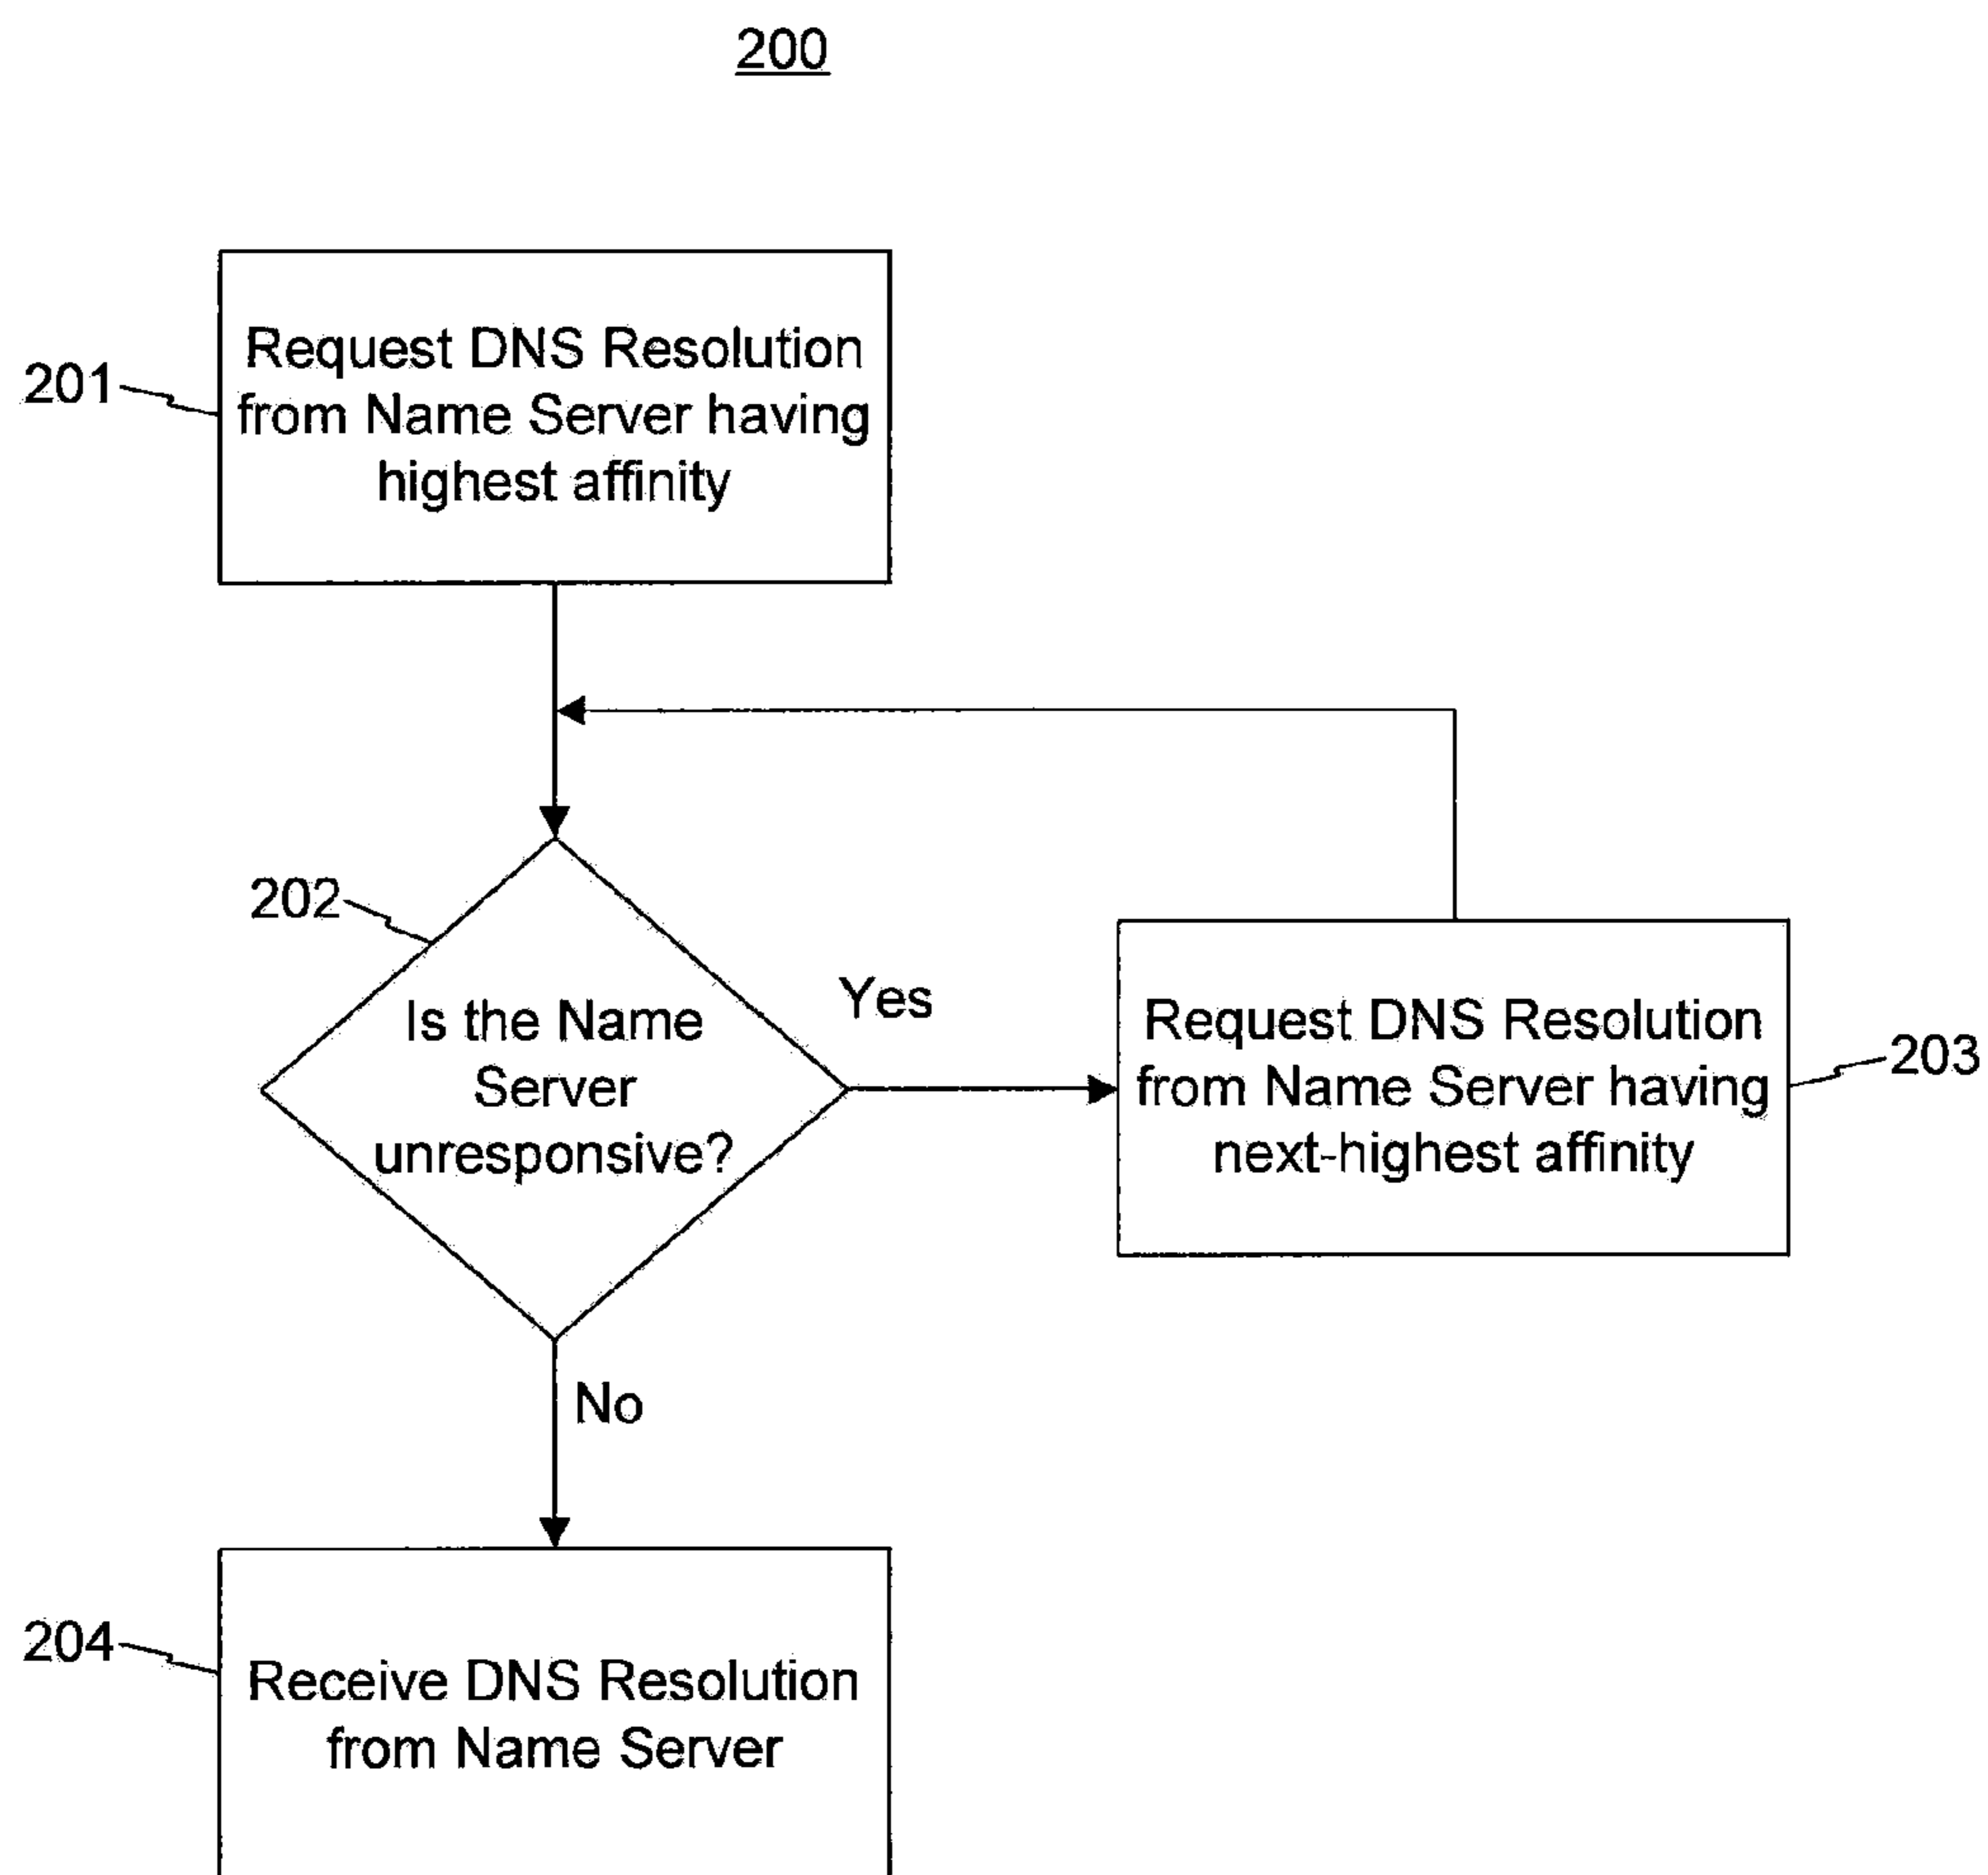 200
201
Request DNS Resolution
from Name Server having
highest affinity
202
Is the Name
Server
unresponsive?
Yes
Request DNS Resolution
from Name Server having
next-highest affinity
203
No
204
Receive DNS Resolution
from Name Server